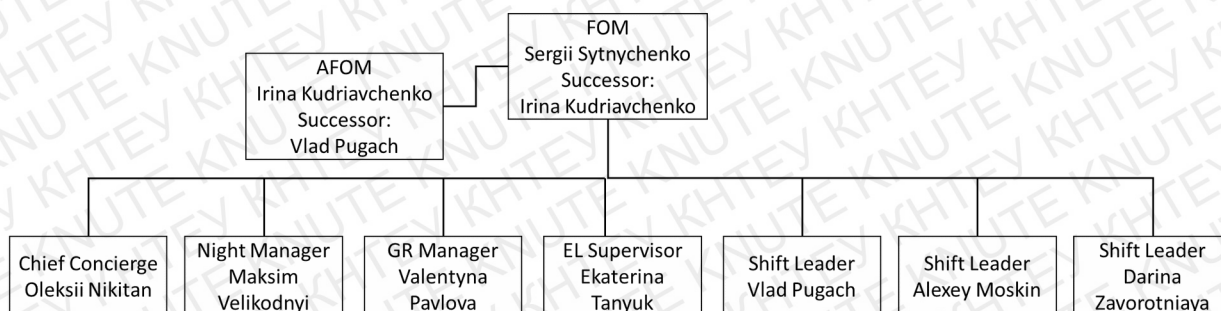 FOM
Sergii Sytnychenko
Successor:
Irina Kudriavchenko
AFOM
Irina Kudriavchenko
Successor:
Vlad Pugach
Chief Concierge
Oleksii Nikitan
Night Manager
Maksim
Velikodnyi
GR Manager
Valentyna
Pavlova
EL Supervisor
Ekaterina
Tanyuk
Shift Leader
Vlad Pugach
Shift Leader
Alexey Moskin
Shift Leader
Darina
Zavorotniaya